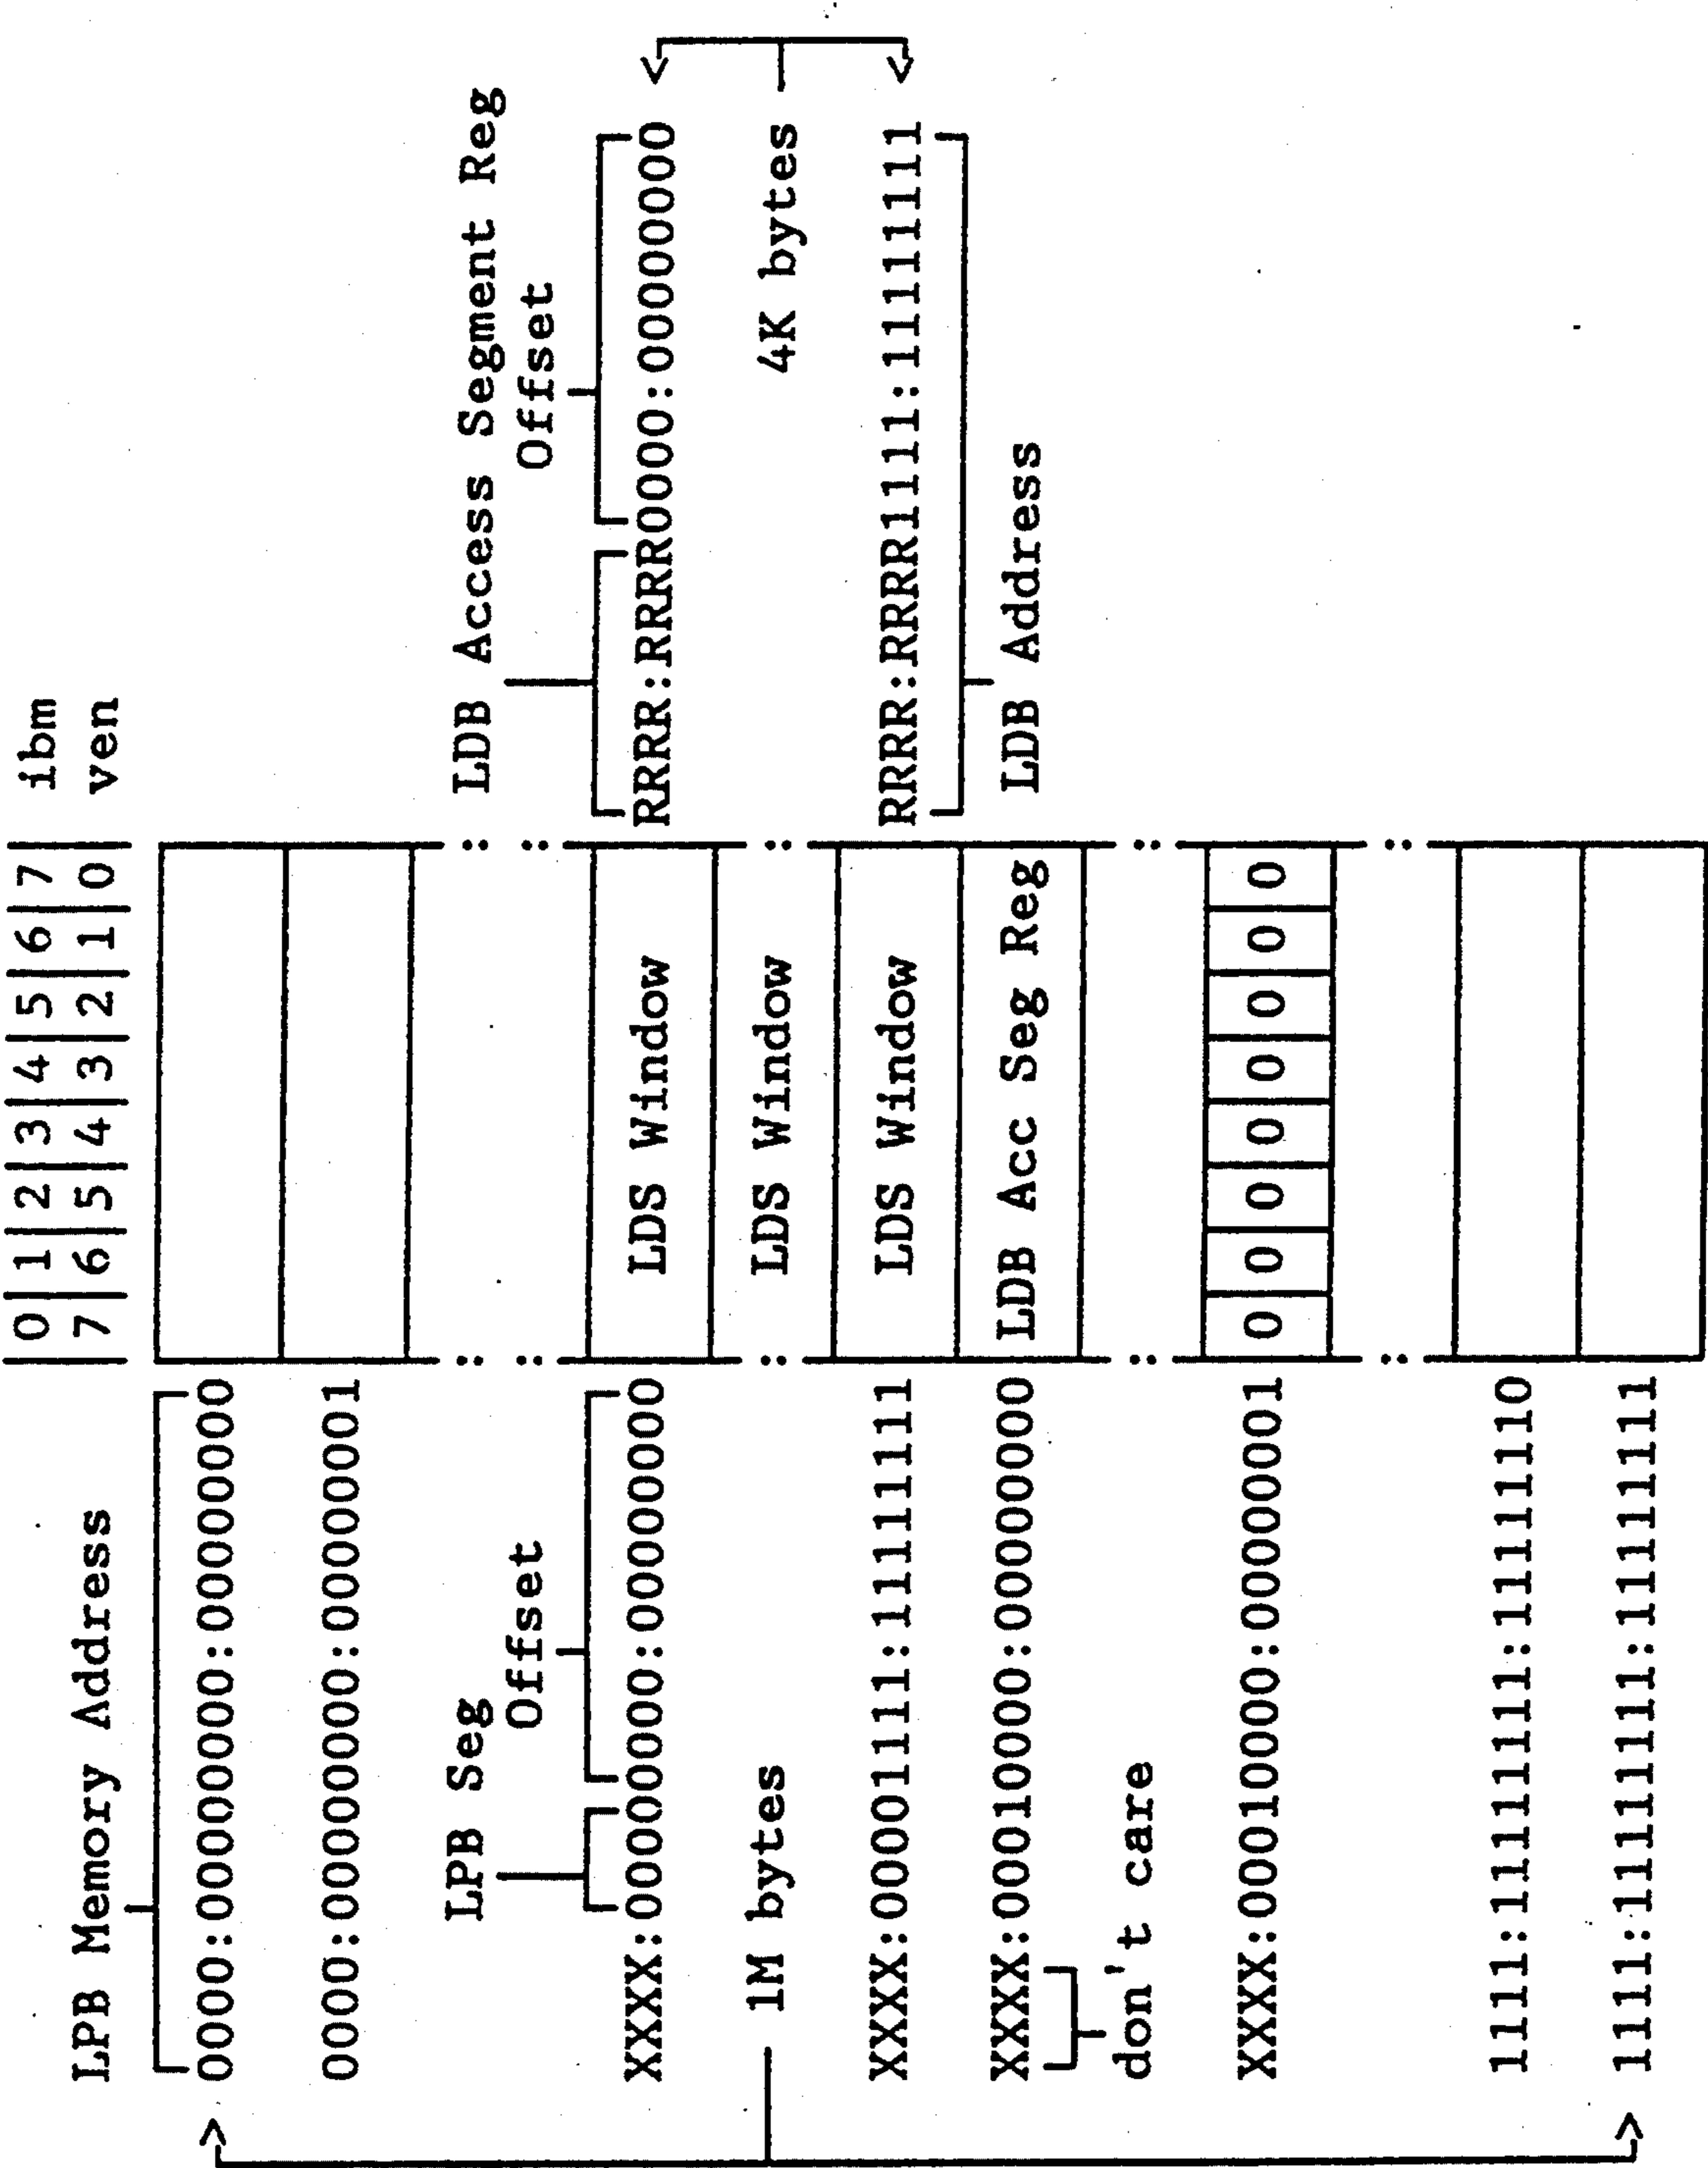 |0|1|2|3|4|5|6|7| ibm
LPB Memory Address |7|6|5|4|3|2|1|0| ven
0000:00000000:00000000
0000:00000000:00000001
LPB Seg LDB Access Segment Reg
Offset Offset
XXXX:00000000:00000000 LDS Window RRRR:RRRR0000:00000000
1M bytes LDS Window 4K bytes
XXXX:00001111:11111111 LDS Window RRRR:RRRR1111:11111111
XXXX:00010000:00000000 LDB Acc Seg Reg LDB Address
don't care
XXXX:00010000:00000001 0 0 0 0 0 0 0 0
1111:11111111:11111110
1111:11111111:11111111